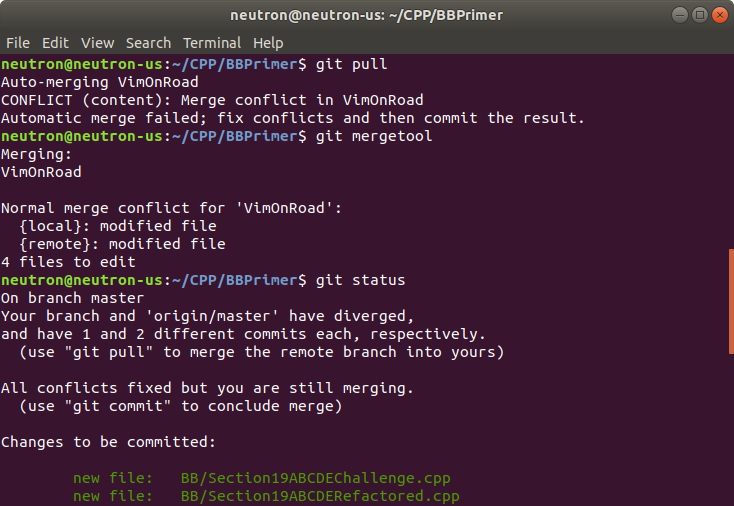 neutron@neutron-us: ~/CPP/BBPrimer
File Edit View Search Terminal Help
neutron@neutron-us:~/CPP/BBPrimer$ git pull
Auto-merging VimOnRoad
CONFLICT (content): Merge conflict in VimOnRoad
Automatic merge failed; fix conflicts and then commit the result.
neutron@neutron-us:~/CPP/BBPrimer$ git mergetool
Merging:
VimOnRoad

Normal merge conflict for 'VimOnRoad':
  {local}: modified file
  {remote}: modified file
4 files to edit
neutron@neutron-us:~/CPP/BBPrimer$ git status
On branch master
Your branch and 'origin/master' have diverged,
and have 1 and 2 different commits each, respectively.
  (use "git pull" to merge the remote branch into yours)

All conflicts fixed but you are still merging.
  (use "git commit" to conclude merge)

Changes to be committed:

        new file:   BB/Section19ABCDEChallenge.cpp
        new file:   BB/Section19ABCDERefactored.cpp